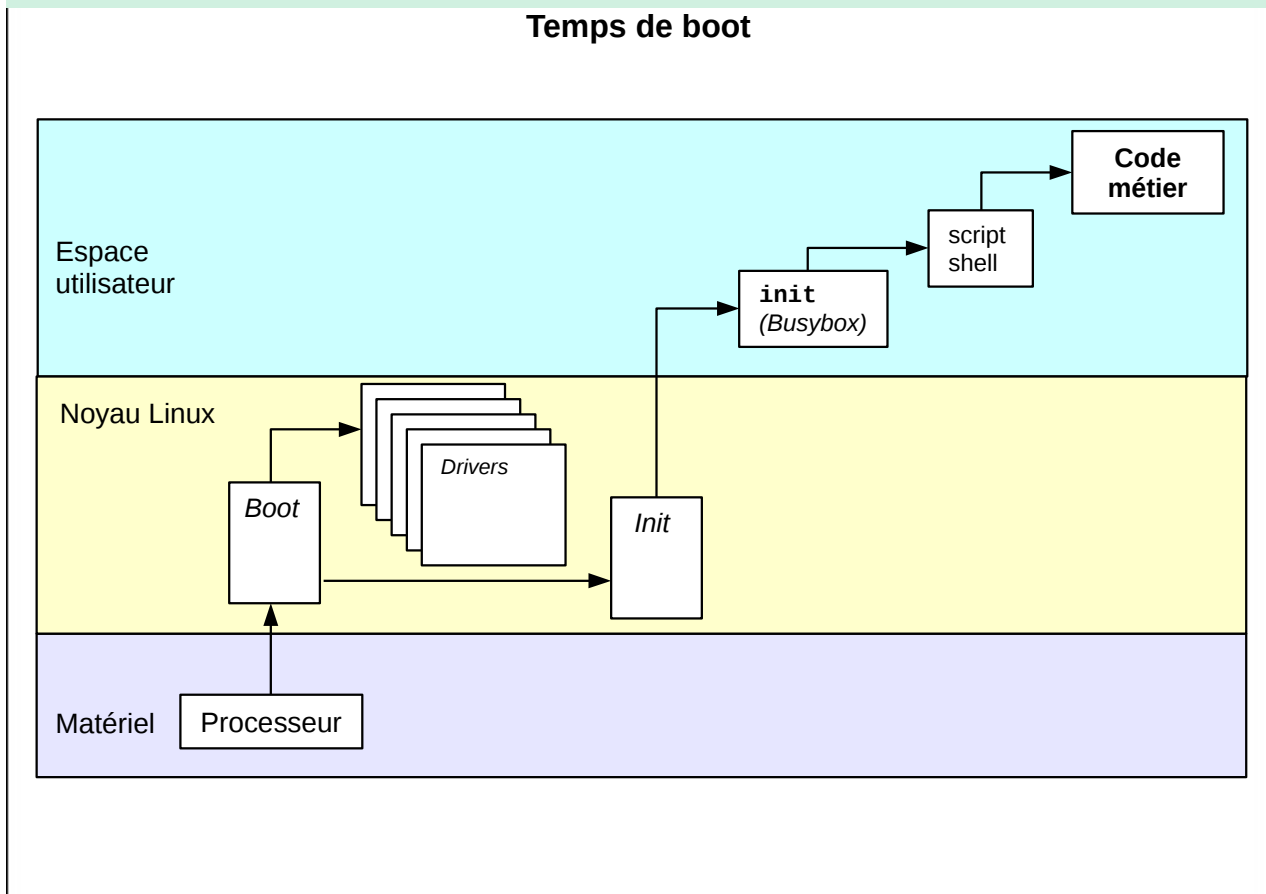 Temps de boot
Code
métier
script
shell
Espace
utilisateur
init
(Busybox)
Noyau Linux
Drivers
Boot
Init
Matériel
Processeur